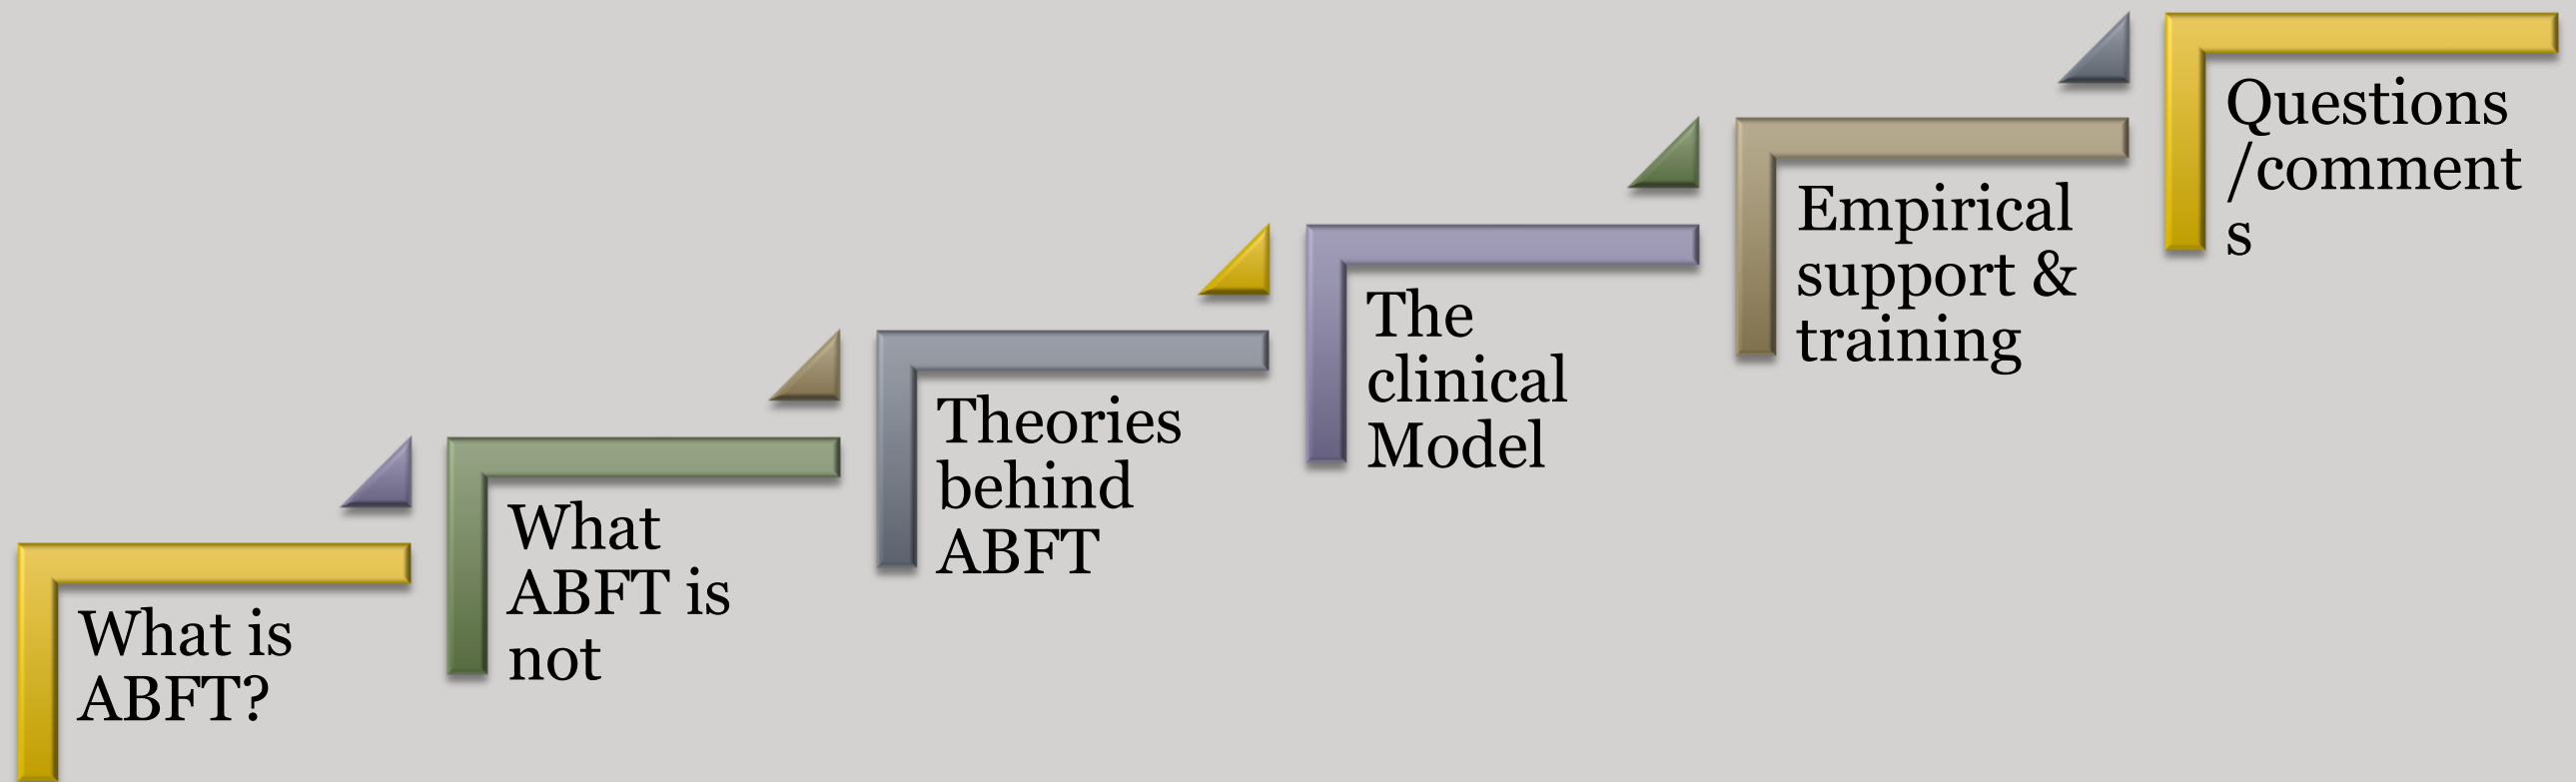 What is
ABFT?
What
ABFT is
not
Theories
behind
ABFT
The
clinical
Model
Empirical
support &
training
Questions
/comment
s